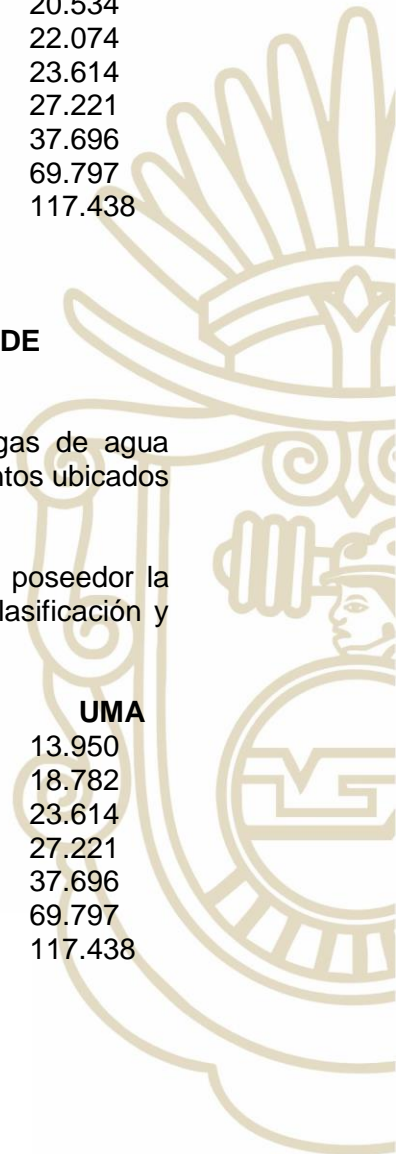 20.534
22.074
23.614
27.221
37.696
69.797
117.438
DE
gas de agua
ntos ubicados
poseedor la
lasificación y
UMA
13.950
18.782
23.614
27.221
37.696
69.797
117.438